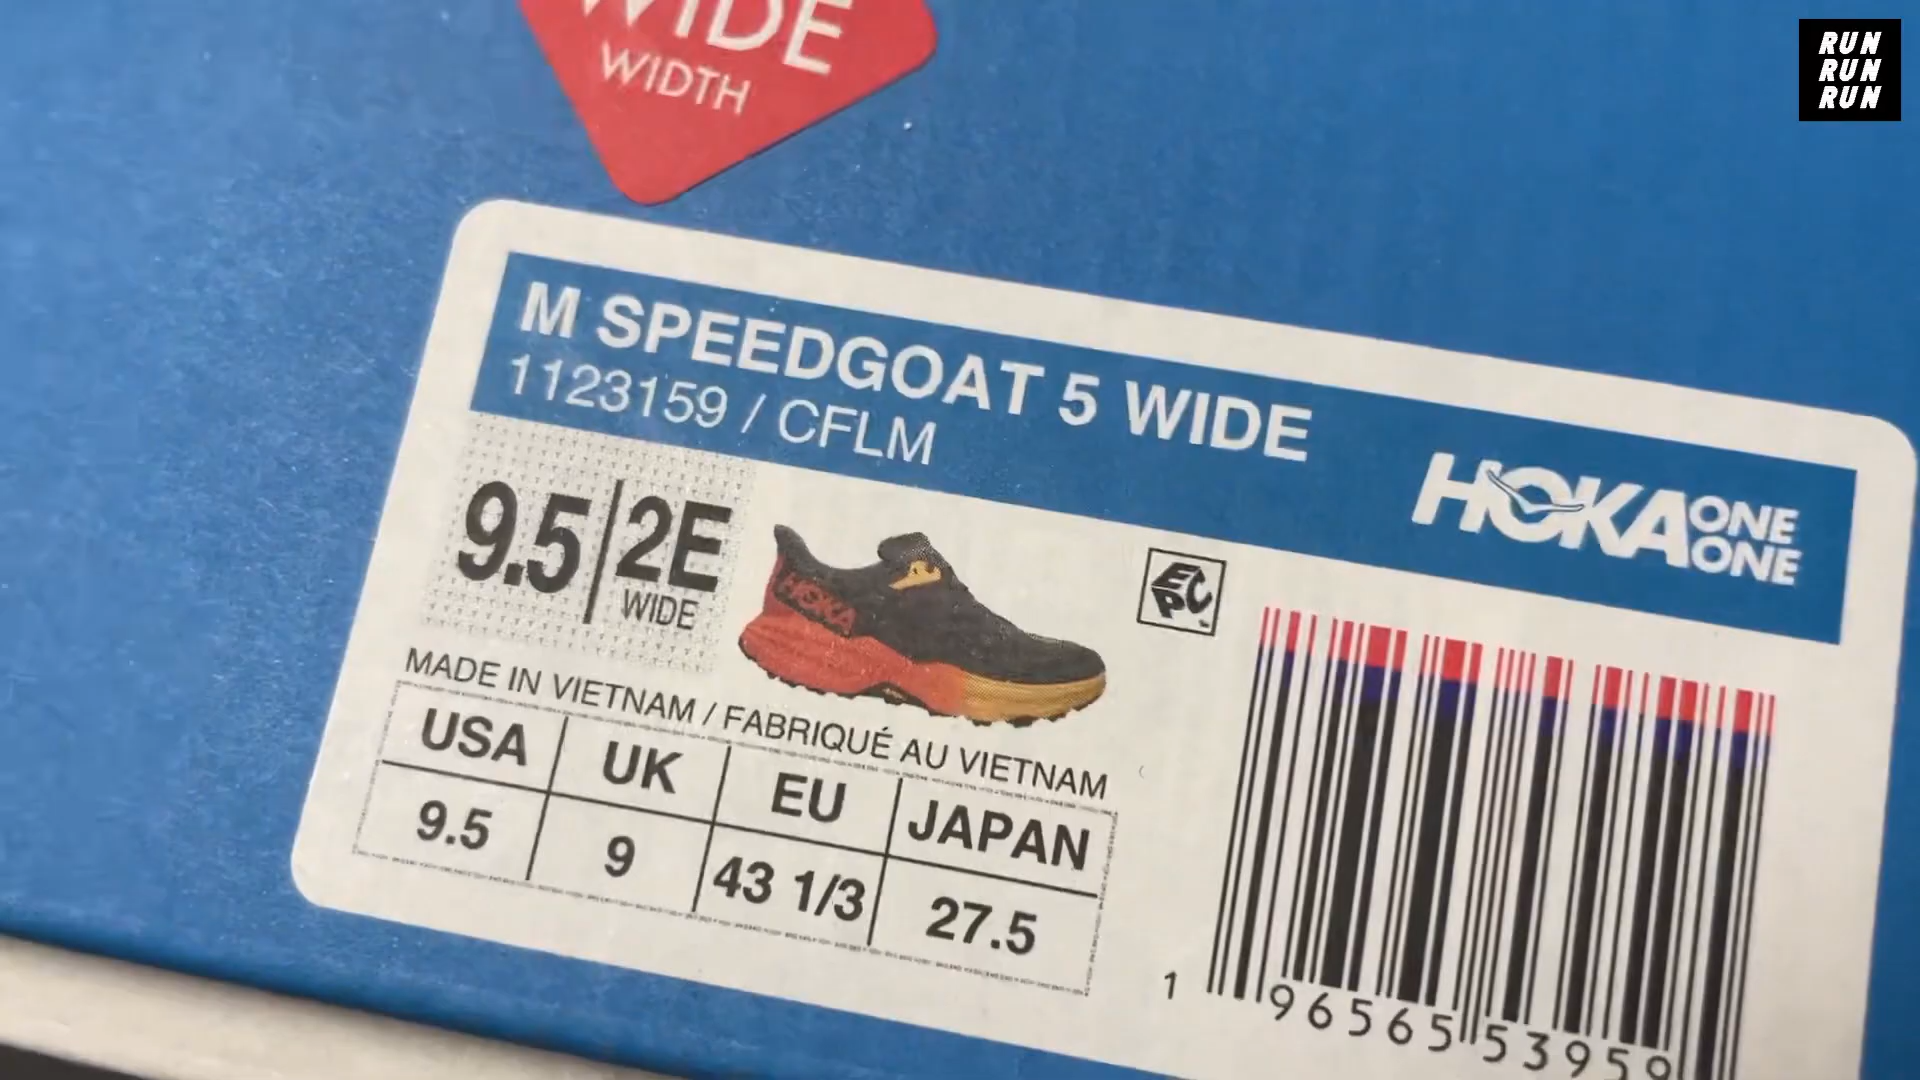 RUN
RUN
RUN
WIDE
WIDTH
M SPEEDGOAT 5 WIDE
1123159 / CFLM
HOKA ONE ONE
9.5 2E
WIDE
HOKA
EPC
MADE IN VIETNAM / FABRIQUÉ AU VIETNAM
USA UK EU JAPAN
9.5 9 43 1/3 27.5
1 96565 53959